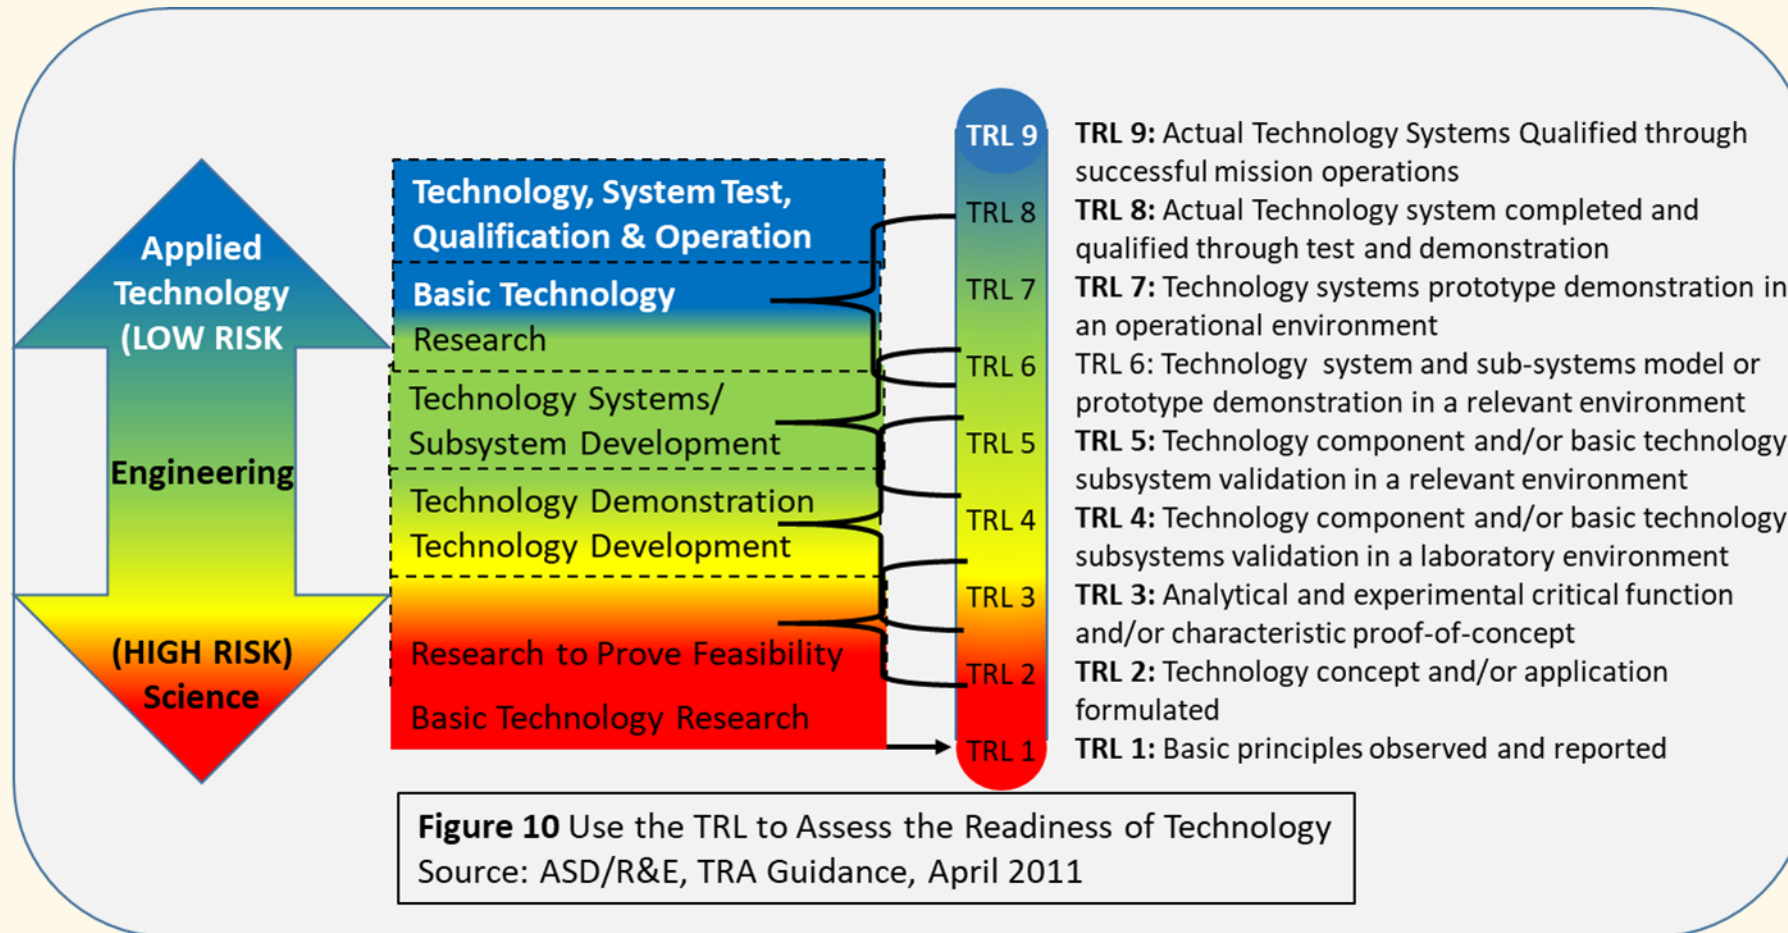 Applied
Technology
(LOW RISK
Engineering
(HIGH RISK)
Science
Technology, System Test,
Qualification & Operation
Basic Technology
Research
Technology Systems/
Subsystem Development
Technology Demonstration
Technology Development
Research to Prove Feasibility
Basic Technology Research
TRL 9
TRL 8
TRL 7
TRL 6
TRL 5
TRL 4
TRL 3
TRL 2
TRL 1
TRL 9: Actual Technology Systems Qualified through
successful mission operations
TRL 8: Actual Technology system completed and
qualified through test and demonstration
TRL 7: Technology systems prototype demonstration in
an operational environment
TRL 6: Technology system and sub-systems model or
prototype demonstration in a relevant environment
TRL 5: Technology component and/or basic technology
subsystem validation in a relevant environment
TRL 4: Technology component and/or basic technology
subsystems validation in a laboratory environment
TRL 3: Analytical and experimental critical function
and/or characteristic proof-of-concept
TRL 2: Technology concept and/or application
formulated
TRL 1: Basic principles observed and reported
Figure 10 Use the TRL to Assess the Readiness of Technology
Source: ASD/R&E, TRA Guidance, April 2011